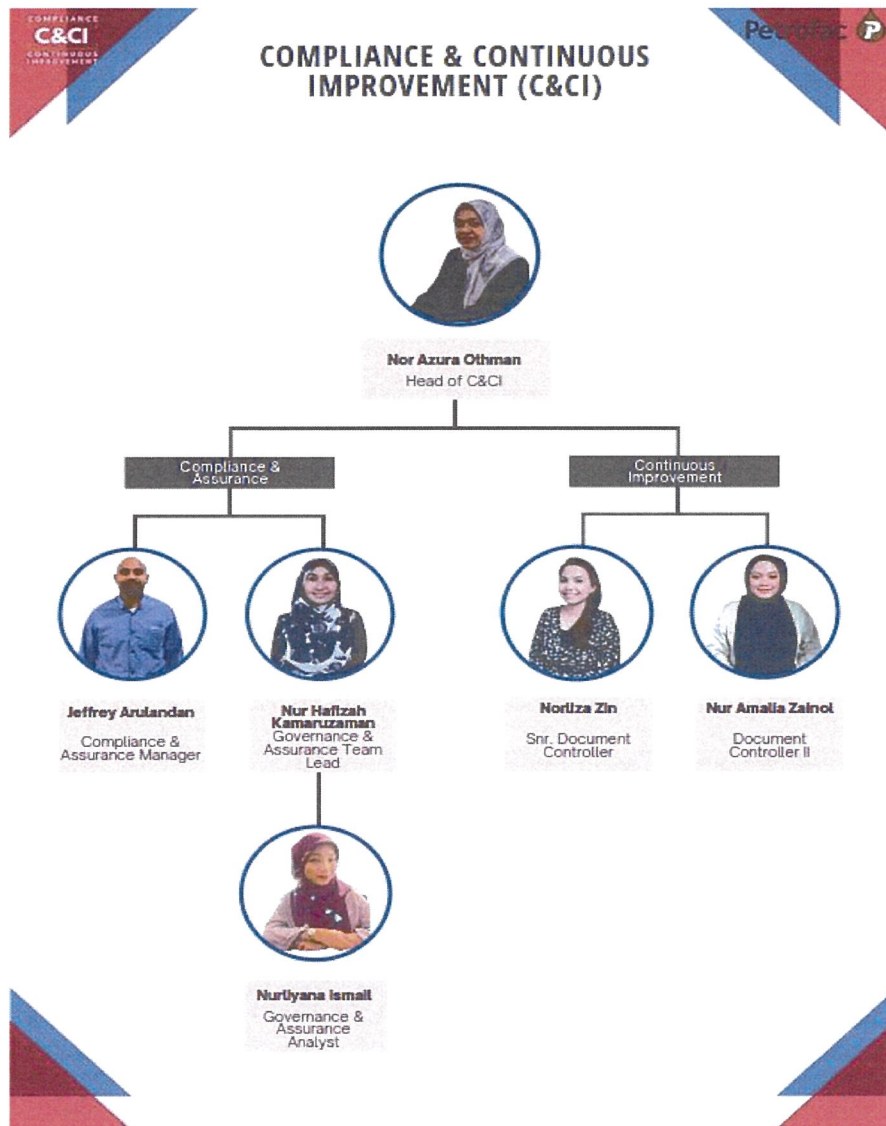 COMPLIANCE
C&CI
CONTINUOUS
IMPROVEMENT
Petrofac
COMPLIANCE & CONTINUOUS
IMPROVEMENT (C&CI)
Nor Azura Othman
Head of C&CI
Compliance &
Assurance
Continuous
Improvement
Jeffrey Arulandan
Compliance &
Assurance Manager
Nur Hafizah
Kamaruzaman
Governance &
Assurance Team
Lead
Norliza Zin
Snr. Document
Controller
Nur Amalia Zainol
Document
Controller II
Nurliyana Ismail
Governance &
Assurance
Analyst